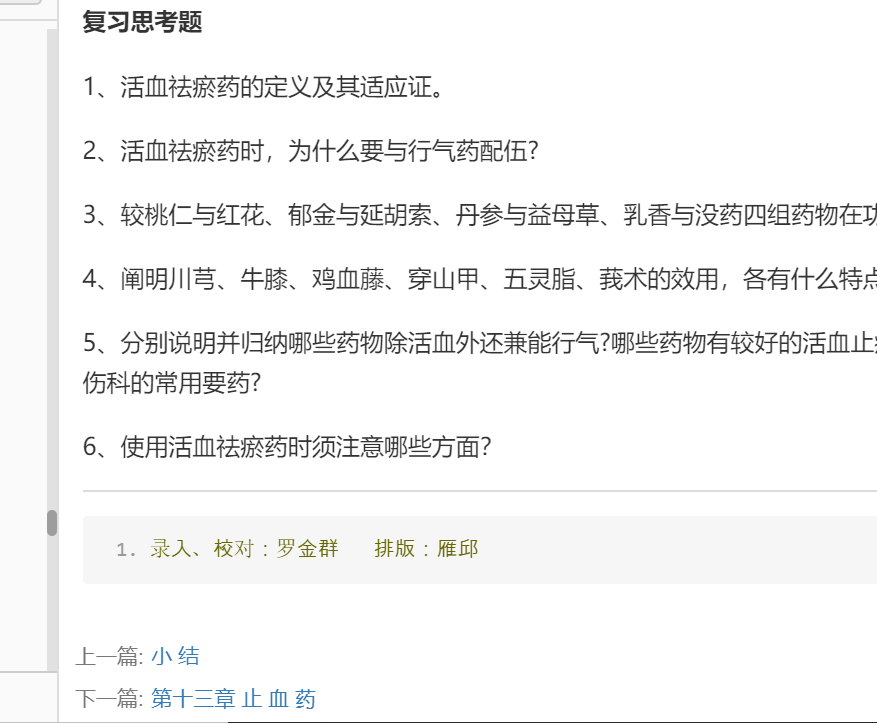 复习思考题
1、活血祛瘀药的定义及其适应证。
2、活血祛瘀药时，为什么要与行气药配伍?
3、较桃仁与红花、郁金与延胡索、丹参与益母草、乳香与没药四组药物在功
4、阐明川芎、牛膝、鸡血藤、穿山甲、五灵脂、莪术的效用，各有什么特点
5、分别说明并归纳哪些药物除活血外还兼能行气?哪些药物有较好的活血止
伤科的常用要药?
6、使用活血祛瘀药时须注意哪些方面?
1. 录入、校对：罗金群 排版：雁邱
上一篇: 小 结
下一篇: 第十三章 止 血 药